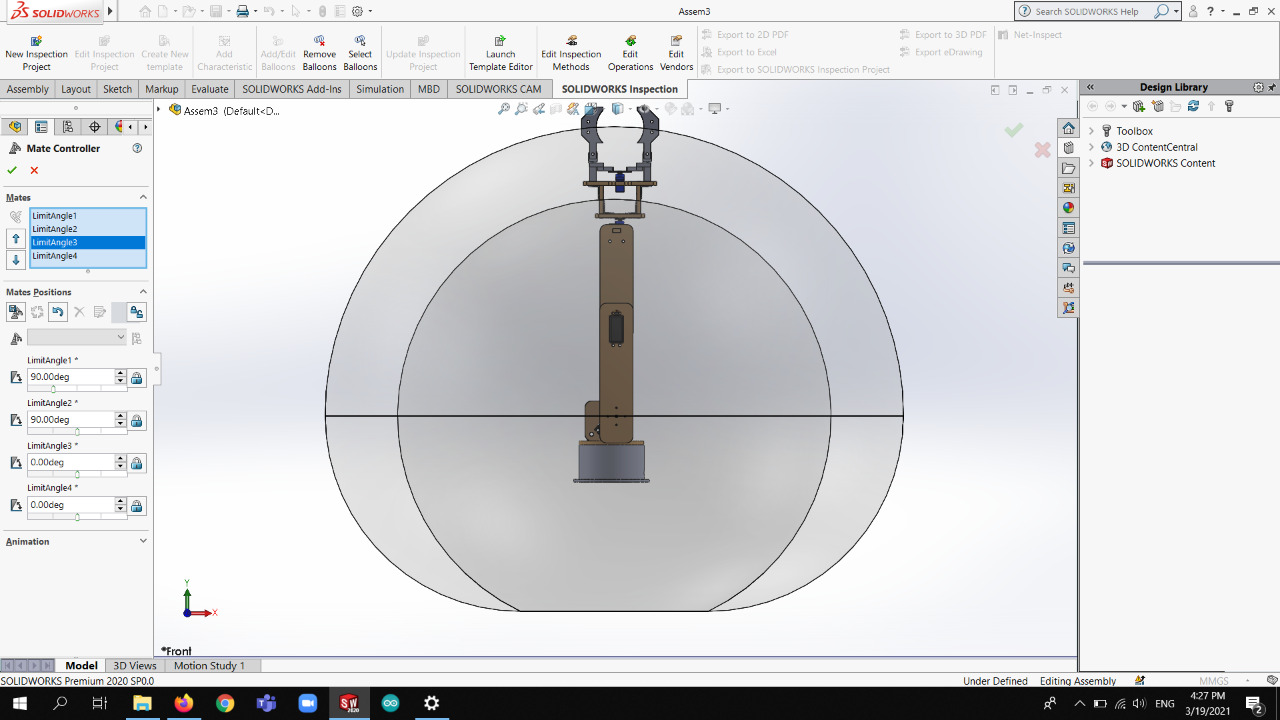 SOLIDWORKS
Assem3
Search SOLIDWORKS Help
New Inspection Project
Edit Inspection Project
Create New template
Add Characteristic
Add/Edit Balloons
Remove Balloons
Select Balloons
Update Inspection Project
Launch Template Editor
Edit Inspection Methods
Edit Operations
Edit Vendors
Export to 2D PDF
Export to Excel
Export to SOLIDWORKS Inspection Project
Export to 3D PDF
Export eDrawing
Net-Inspect
Assembly
Layout
Sketch
Markup
Evaluate
SOLIDWORKS Add-Ins
Simulation
MBD
SOLIDWORKS CAM
SOLIDWORKS Inspection
Assem3 (Default<D...
Mate Controller
Mates
LimitAngle1
LimitAngle2
LimitAngle3
LimitAngle4
Mates Positions
LimitAngle1 *
90.00deg
LimitAngle2 *
90.00deg
LimitAngle3 *
0.00deg
LimitAngle4 *
0.00deg
Animation
Y
X
*Front
Design Library
Toolbox
3D ContentCentral
SOLIDWORKS Content
Model
3D Views
Motion Study 1
SOLIDWORKS Premium 2020 SP0.0
Under Defined
Editing Assembly
MMGS
SW
2020
ENG
4:27 PM
3/19/2021
2